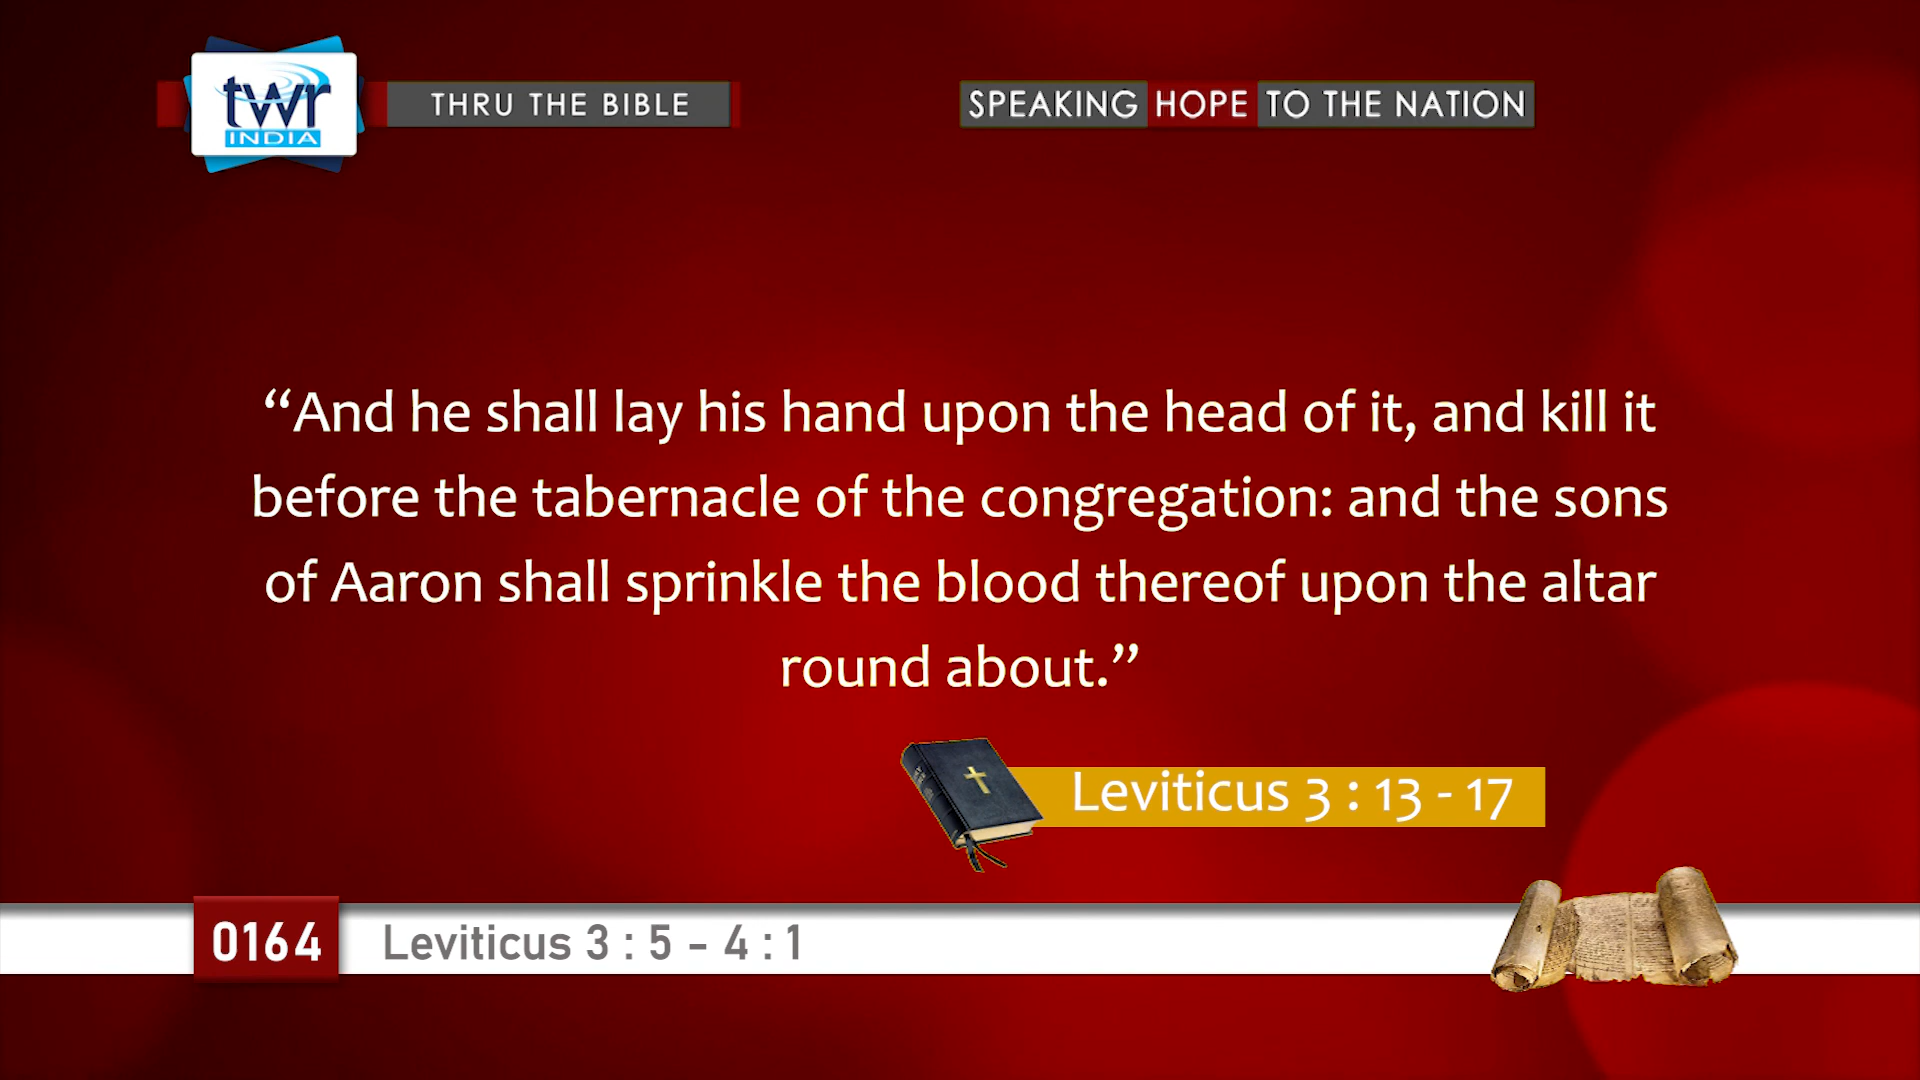 twr
INDIA
THRU THE BIBLE
SPEAKING HOPE TO THE NATION
“And he shall lay his hand upon the head of it, and kill it
before the tabernacle of the congregation: and the sons
of Aaron shall sprinkle the blood thereof upon the altar
round about.”
Leviticus 3 : 13 - 17
0164 Leviticus 3 : 5 - 4 : 1